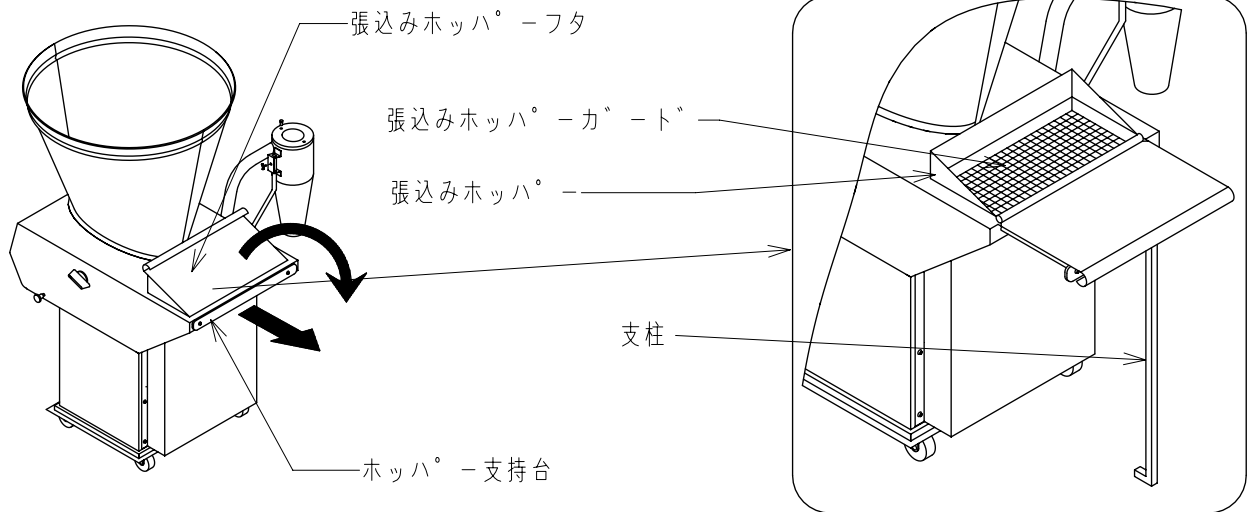 張込みホッパーフタ
張込みホッパーガード
張込みホッパー
支柱
ホッパー支持台